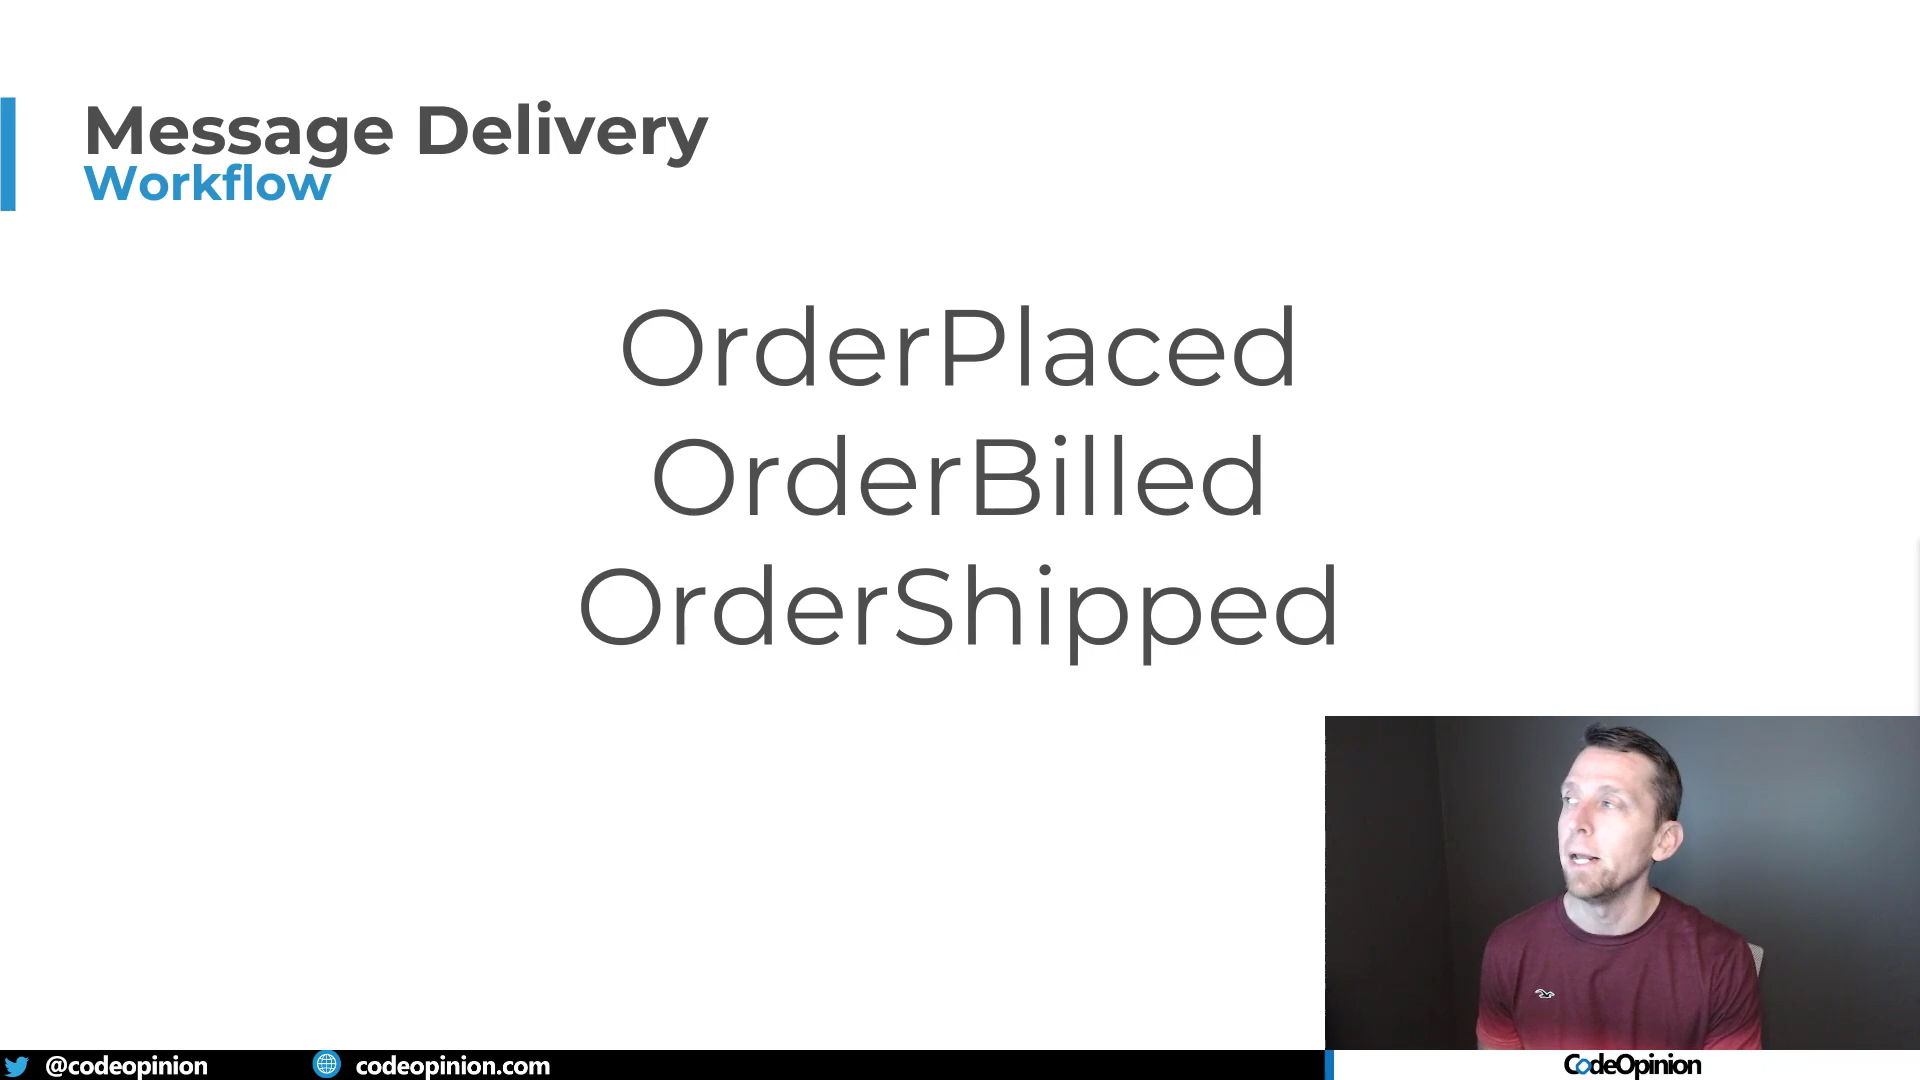 Message Delivery
Workflow
OrderPlaced
OrderBilled
OrderShipped
@codeopinion
codeopinion.com
CodeOpinion